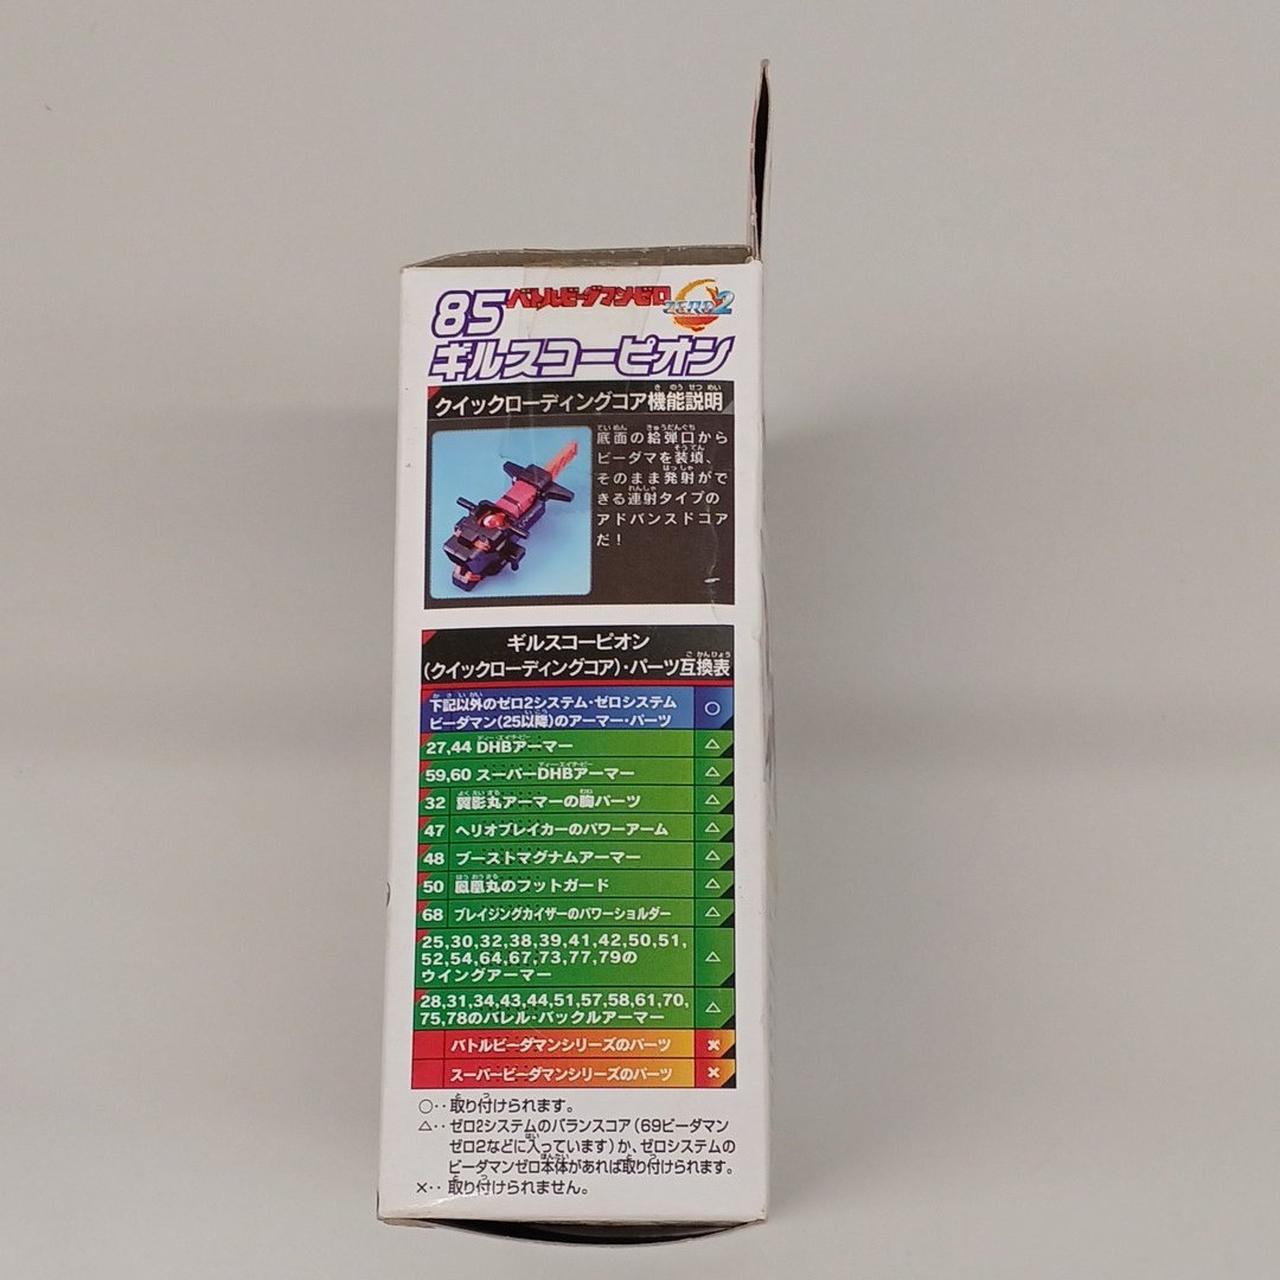 85 バトルビーダマンゼロ ZERO2
ギルスコーピオン
クイックローディングコア機能説明
底面の給弾口から
ビーダマを装填、
そのまま発射がで
きる連射タイプの
アドバンスドコア
だ！
ギルスコーピオン
(クイックローディングコア)・パーツ互換表
下記以外のゼロ2システム・ゼロシステム
ビーダマン(25以降)のアーマー・パーツ ○
27,44 DHBアーマー △
59,60 スーパーDHBアーマー △
32 翼影丸アーマーの胸パーツ △
47 ヘリオブレイカーのパワーアーム △
48 ブーストマグナムアーマー △
50 鳳凰丸のフットガード △
68 ブレイジングカイザーのパワーショルダー △
25,30,32,38,39,41,42,50,51,
52,54,64,67,73,77,79の
ウイングアーマー △
28,31,34,43,44,51,57,58,61,70,
75,78のバレル・バックルアーマー △
バトルビーダマンシリーズのパーツ ×
スーパービーダマンシリーズのパーツ ×
○‥取り付けられます。
△‥ゼロ2システムのバランスコア（69ビーダマン
ゼロ2などに入っています）か、ゼロシステムの
ビーダマンゼロ本体があれば取り付けられます。
×‥取り付けられません。